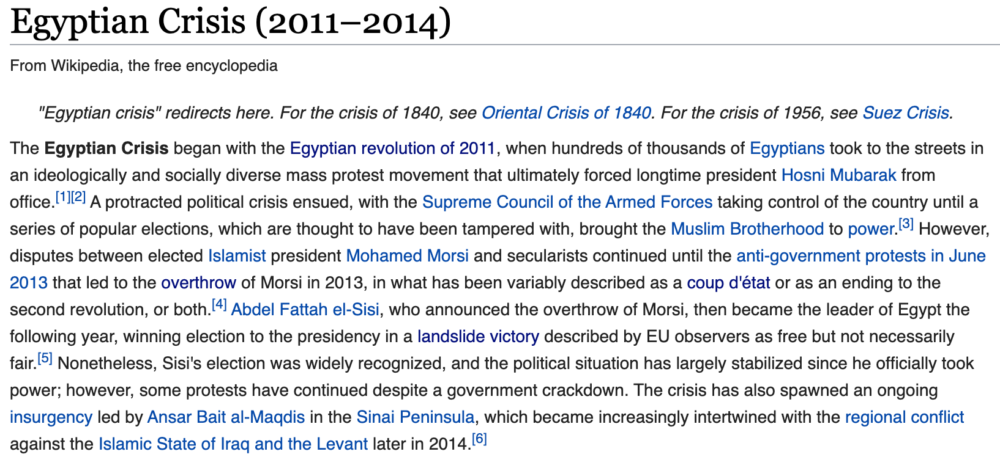 Egyptian Crisis (2011–2014)
From Wikipedia, the free encyclopedia
"Egyptian crisis" redirects here. For the crisis of 1840, see Oriental Crisis of 1840. For the crisis of 1956, see Suez Crisis.
The Egyptian Crisis began with the Egyptian revolution of 2011, when hundreds of thousands of Egyptians took to the streets in
an ideologically and socially diverse mass protest movement that ultimately forced longtime president Hosni Mubarak from
office.[1][2] A protracted political crisis ensued, with the Supreme Council of the Armed Forces taking control of the country until a
series of popular elections, which are thought to have been tampered with, brought the Muslim Brotherhood to power.[3] However,
disputes between elected Islamist president Mohamed Morsi and secularists continued until the anti-government protests in June
2013 that led to the overthrow of Morsi in 2013, in what has been variably described as a coup d'état or as an ending to the
second revolution, or both.[4] Abdel Fattah el-Sisi, who announced the overthrow of Morsi, then became the leader of Egypt the
following year, winning election to the presidency in a landslide victory described by EU observers as free but not necessarily
fair.[5] Nonetheless, Sisi's election was widely recognized, and the political situation has largely stabilized since he officially took
power; however, some protests have continued despite a government crackdown. The crisis has also spawned an ongoing
insurgency led by Ansar Bait al-Maqdis in the Sinai Peninsula, which became increasingly intertwined with the regional conflict
against the Islamic State of Iraq and the Levant later in 2014.[6]